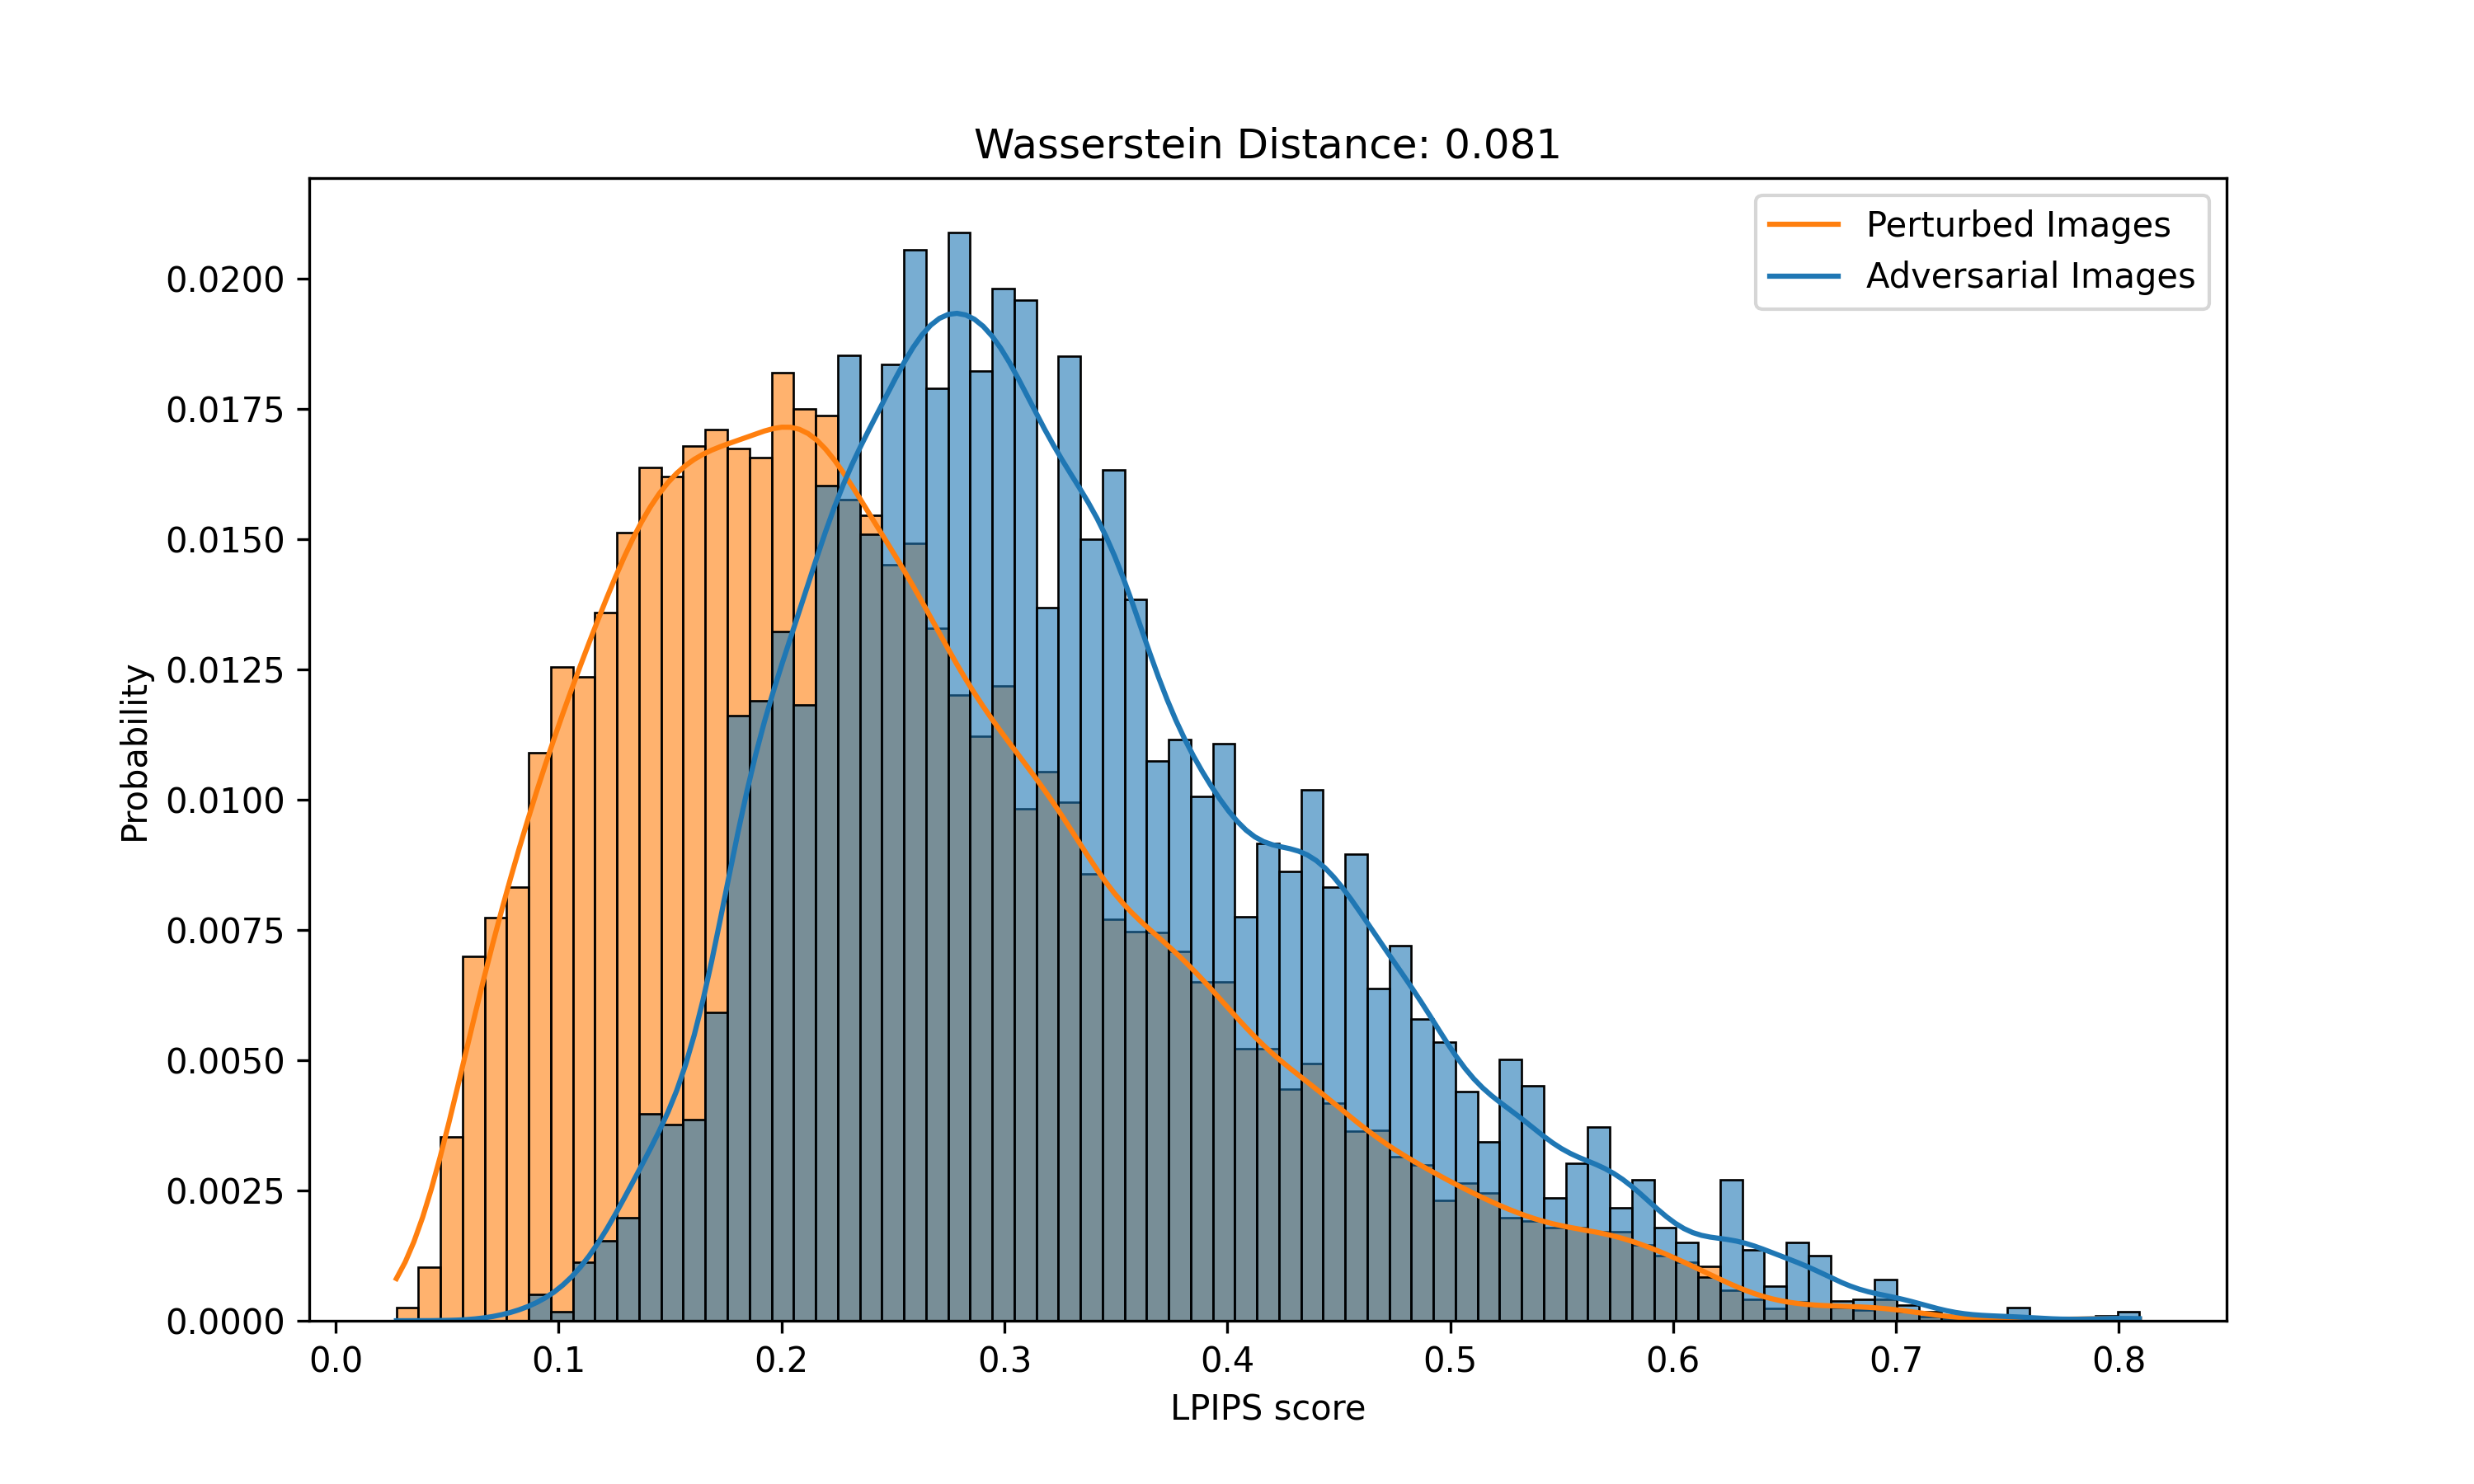 Wasserstein Distance: 0.081
Perturbed Images
Adversarial Images
Probability
0.0200
0.0175
0.0150
0.0125
0.0100
0.0075
0.0050
0.0025
0.0000
0.0 0.1 0.2 0.3 0.4 0.5 0.6 0.7 0.8
LPIPS score